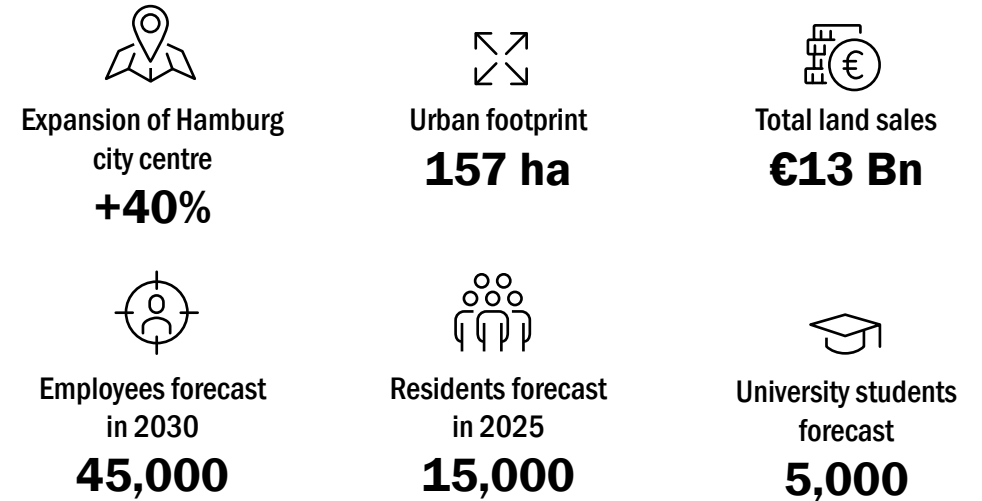 Expansion of Hamburg
city centre
+40%
Urban footprint
157 ha
Total land sales
€13 Bn
Employees forecast
in 2030
45,000
Residents forecast
in 2025
15,000
University students
forecast
5,000